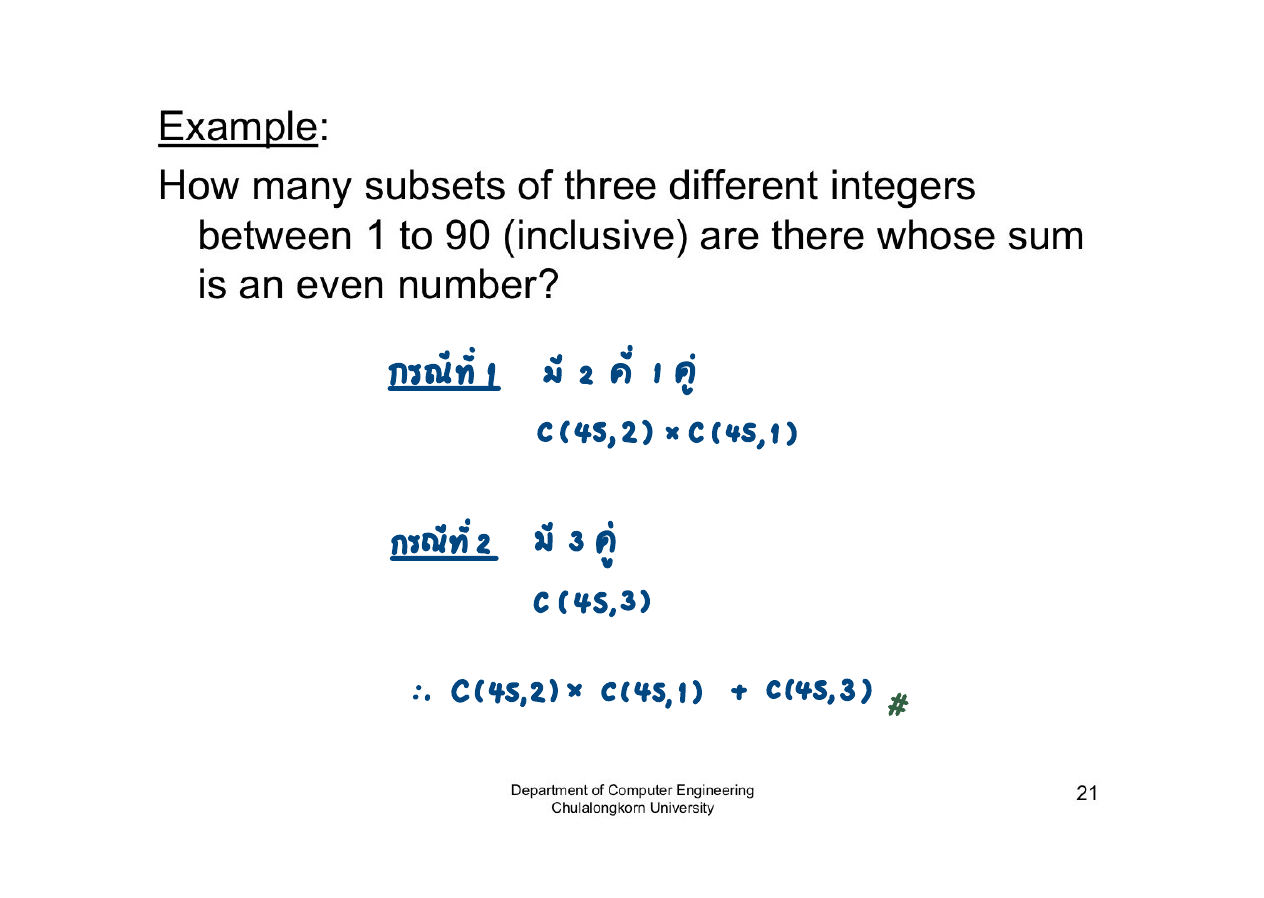 Example:
How many subsets of three different integers
between 1 to 90 (inclusive) are there whose sum
is an even number?
กรณีที่ 1 มี 2 คี่ 1 คู่
C(45,2) × C(45,1)
กรณีที่ 2 มี 3 คู่
C(45,3)
∴ C(45,2) × C(45,1) + C(45,3) #
Department of Computer Engineering
Chulalongkorn University
21